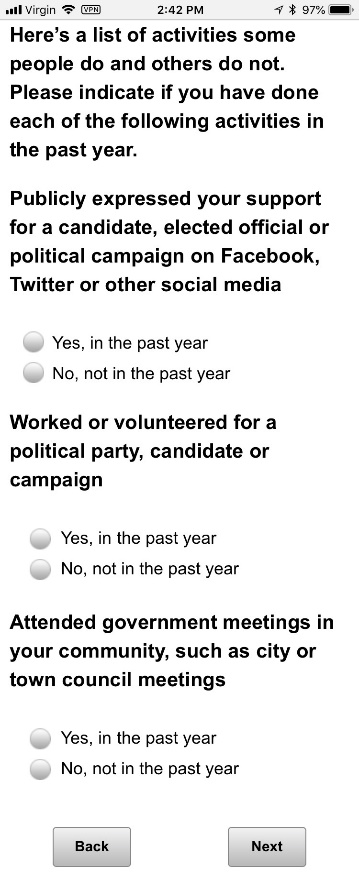 Virgin VPN 2:42 PM 97%
Here's a list of activities some
people do and others do not.
Please indicate if you have done
each of the following activities in
the past year.
Publicly expressed your support
for a candidate, elected official or
political campaign on Facebook,
Twitter or other social media
Yes, in the past year
No, not in the past year
Worked or volunteered for a
political party, candidate or
campaign
Yes, in the past year
No, not in the past year
Attended government meetings in
your community, such as city or
town council meetings
Yes, in the past year
No, not in the past year
Back Next